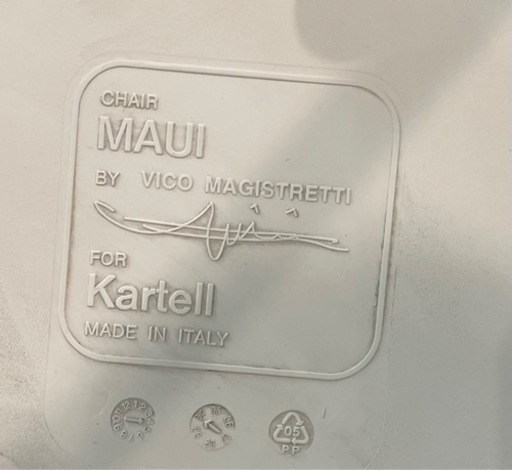 CHAIR
MAUI
BY VICO MAGISTRETTI
FOR
Kartell
MADE IN ITALY
05
PP